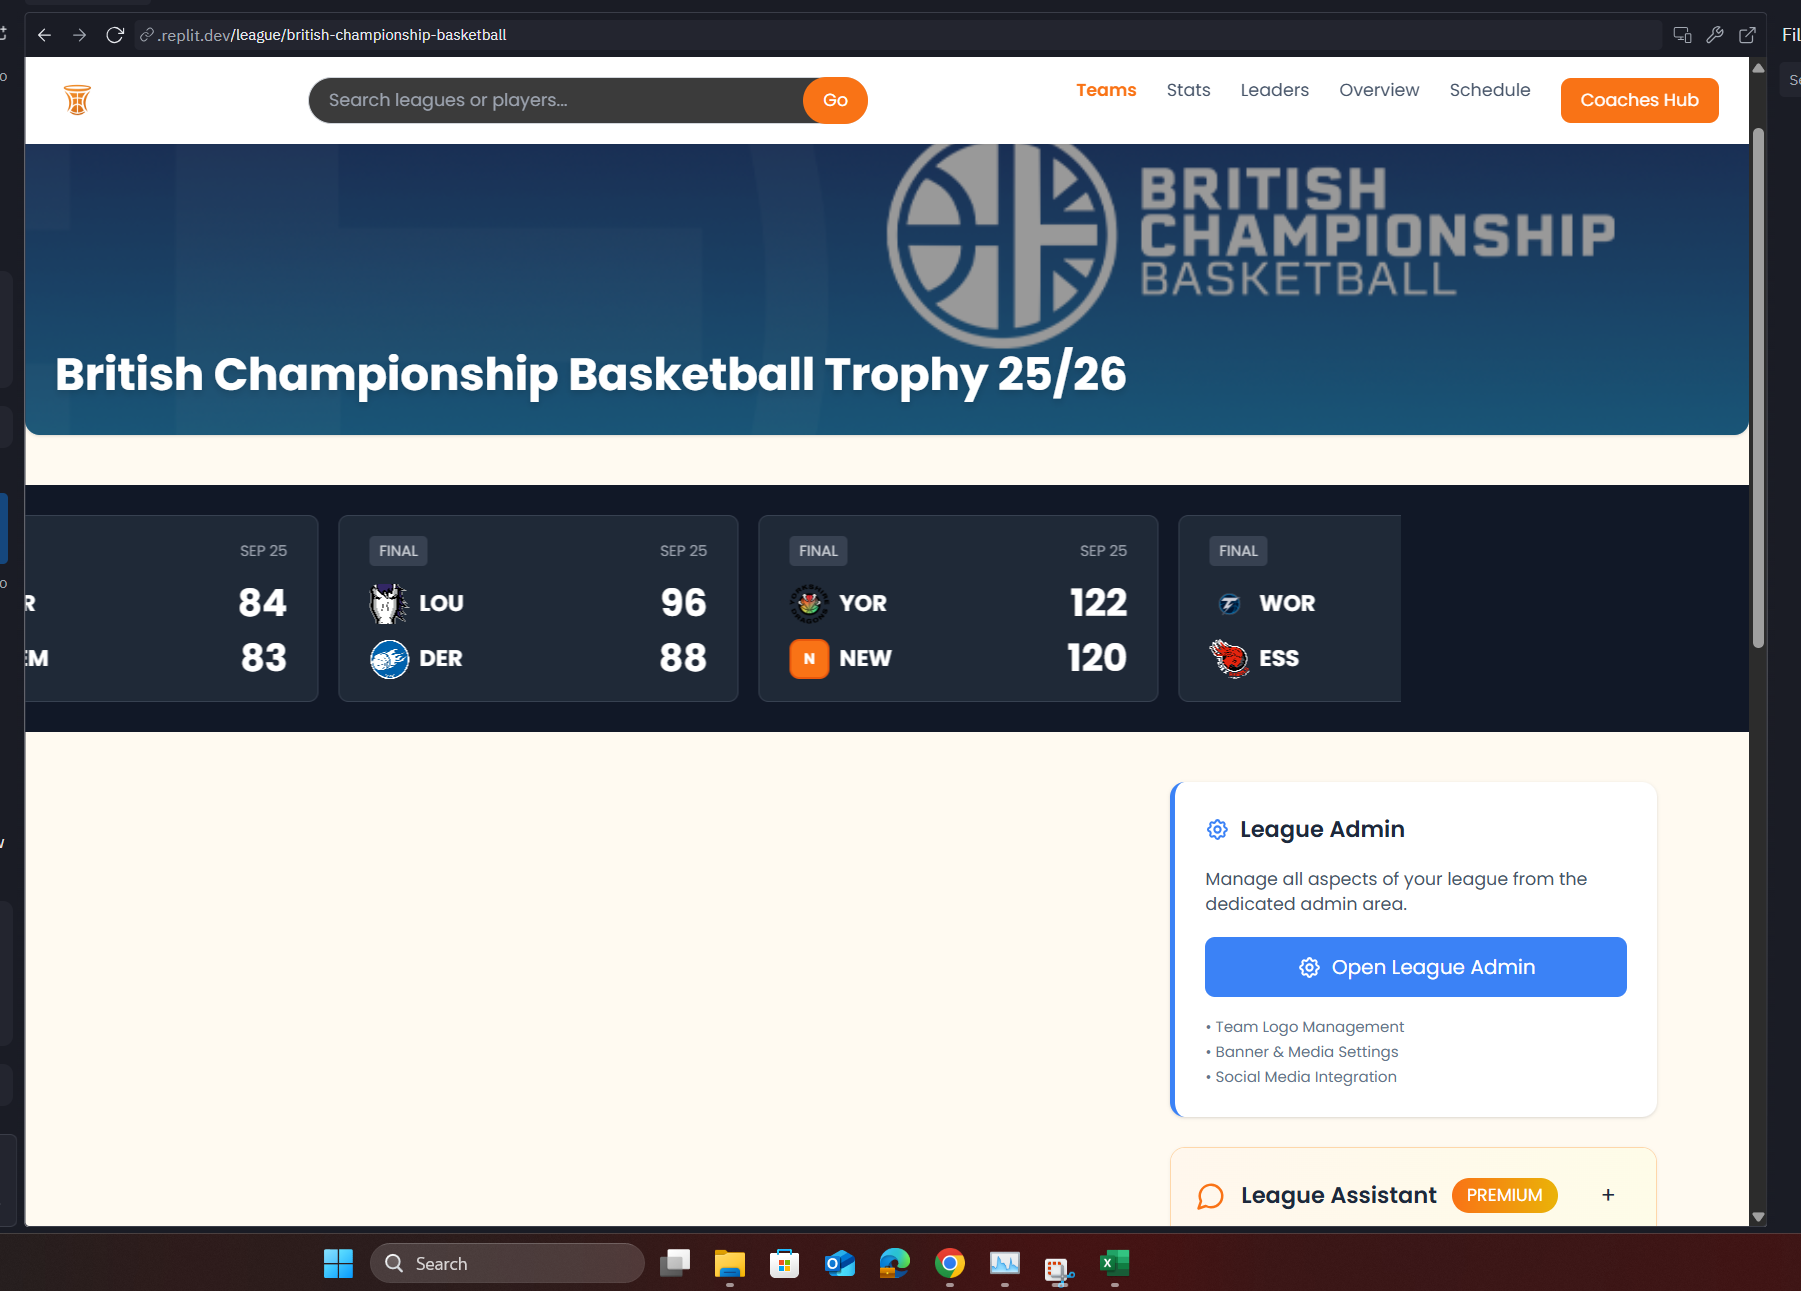 .replit.dev/league/british-championship-basketball
Fil
Search leagues or players...
Go
Teams
Stats
Leaders
Overview
Schedule
Coaches Hub
BRITISH
CHAMPIONSHIP
BASKETBALL
British Championship Basketball Trophy 25/26
SEP 25
R 84
EM 83
FINAL SEP 25
LOU 96
DER 88
FINAL SEP 25
YOR 122
N NEW 120
FINAL
WOR
ESS
League Admin
Manage all aspects of your league from the
dedicated admin area.
Open League Admin
• Team Logo Management
• Banner & Media Settings
• Social Media Integration
League Assistant PREMIUM +
Search